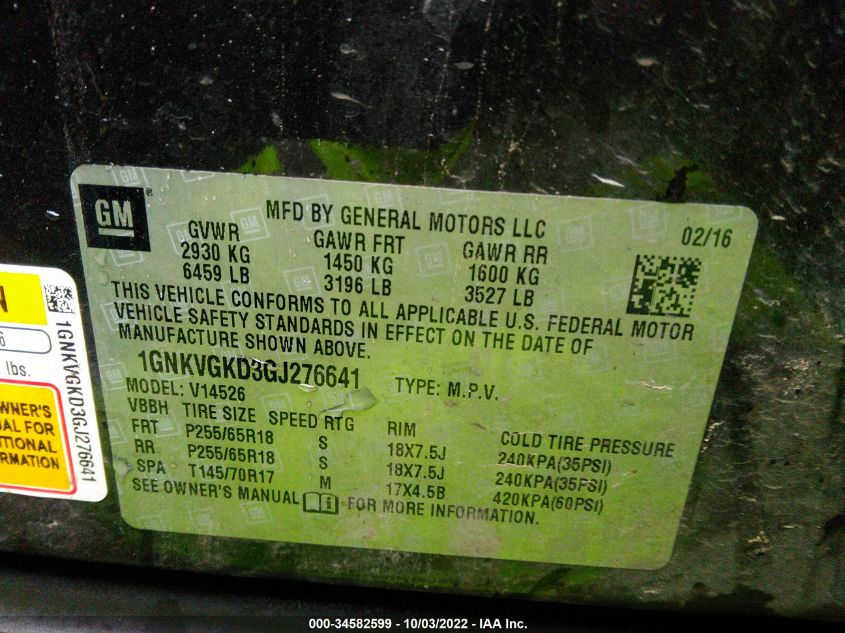 GM
MFD BY GENERAL MOTORS LLC
02/16
GVWR GAWR FRT GAWR RR
2930 KG 1450 KG 1600 KG
6459 LB 3196 LB 3527 LB
THIS VEHICLE CONFORMS TO ALL APPLICABLE U.S. FEDERAL MOTOR
VEHICLE SAFETY STANDARDS IN EFFECT ON THE DATE OF
MANUFACTURE SHOWN ABOVE.
1GNKVGKD3GJ276641 TYPE: M.P.V.
MODEL: V14526
VBBH TIRE SIZE SPEED RTG RIM COLD TIRE PRESSURE
FRT P255/65R18 S 18X7.5J 240KPA(35PSI)
RR P255/65R18 S 18X7.5J 240KPA(35PSI)
SPA T145/70R17 M 17X4.5B 420KPA(60PSI)
SEE OWNER'S MANUAL FOR MORE INFORMATION.
N
6
lbs.
OWNER'S
UAL FOR
ITIONAL
ORMATION
1GNKVGKD3GJ276641
000-34582599 - 10/03/2022 - IAA Inc.